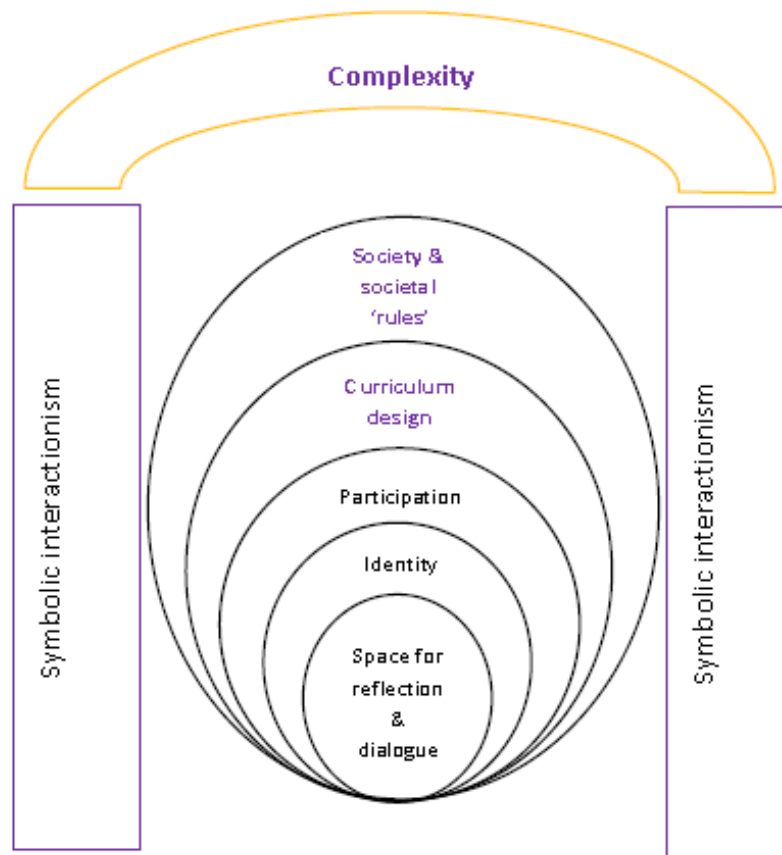 Complexity
Society &
societal
‘rules’
Curriculum
design
Participation
Identity
Space for
reflection
&
dialogue
Symbolic interactionism
Symbolic interactionism